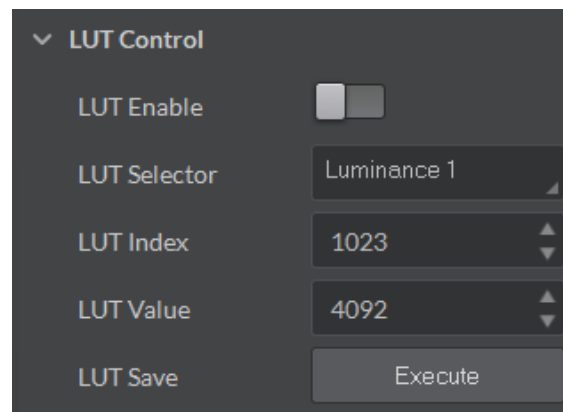 LUT Control
LUT Enable
LUT Selector Luminance 1
LUT Index 1023
LUT Value 4092
LUT Save Execute